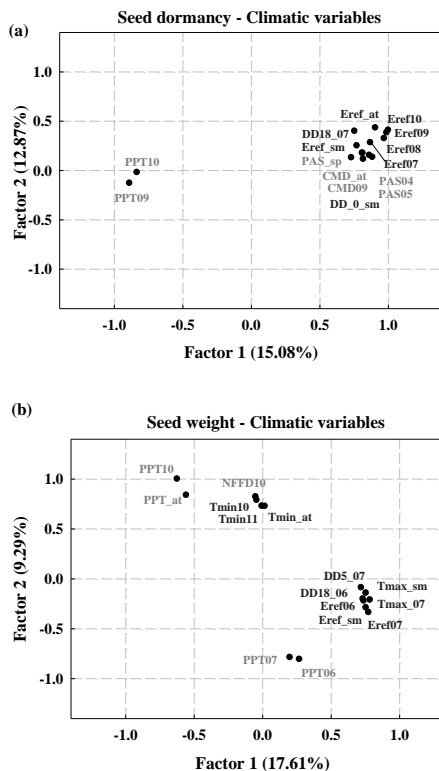 Seed dormancy - Climatic variables
(a)
1.0
Eref_at
Eref10
0.5
DD18_07
Eref09
Eref_sm
Eref08
PPT10
PAS_sp
Eref07
0.0
CMD_at
PAS04
PPT09
CMD09
PAS05
DD_0_sm
-0.5
-1.0
Factor 2 (12.87%)
-1.0 -0.5 0.0 0.5 1.0
Factor 1 (15.08%)
(b)
Seed weight - Climatic variables
PPT10
1.0
NFFD10
PPT_at
Tmin10
Tmin_at
0.5
Tmin11
0.0
DD5_07
Tmax_sm
DD18_06
Tmax_07
Eref06
Eref_sm
Eref07
-0.5
PPT07
PPT06
-1.0
Factor 2 (9.29%)
-1.0 -0.5 0.0 0.5 1.0
Factor 1 (17.61%)